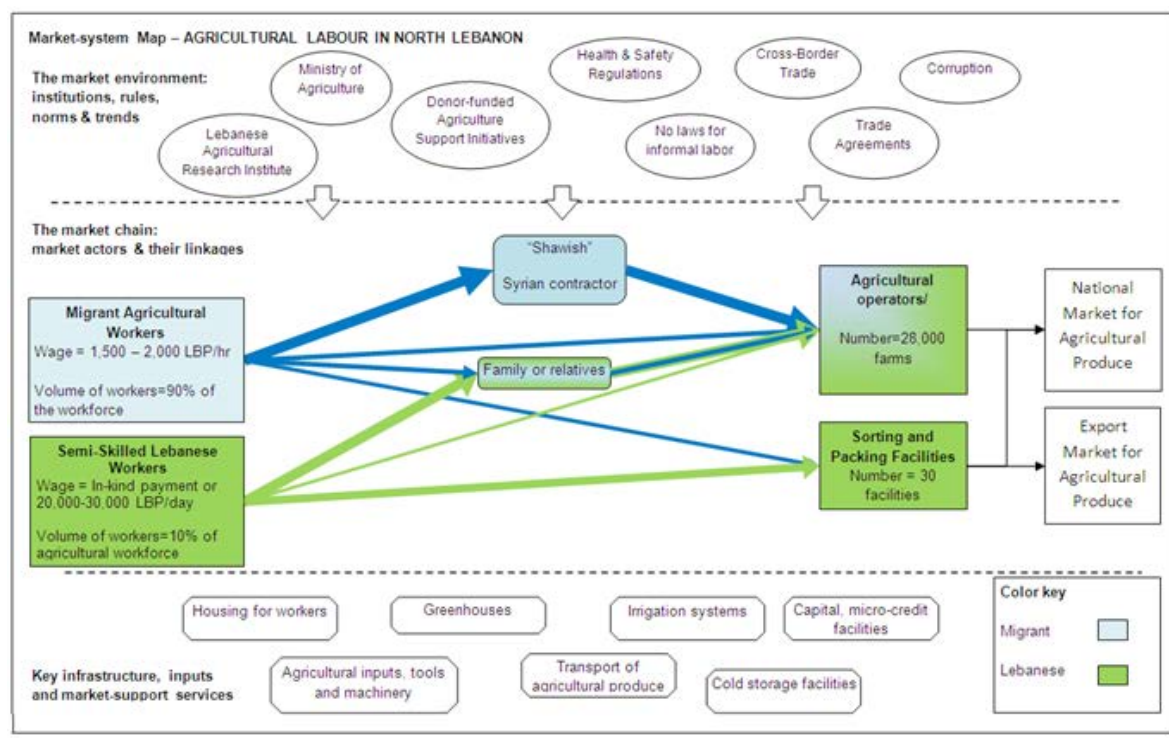 Market-system Map – AGRICULTURAL LABOUR IN NORTH LEBANON
The market environment:
institutions, rules,
norms & trends
Ministry of
Agriculture
Health & Safety
Regulations
Cross-Border
Trade
Corruption
Donor-funded
Agriculture
Support Initiatives
Lebanese
Agricultural
Research Institute
No laws for
informal labor
Trade
Agreements
The market chain:
market actors & their linkages
"Shawish"
Syrian contractor
Migrant Agricultural
Workers
Wage = 1,500 – 2,000 LBP/hr
Volume of workers=90% of
the workforce
Family or relatives
Agricultural
operators/
Number=28,000
farms
National
Market for
Agricultural
Produce
Semi-Skilled Lebanese
Workers
Wage = In-kind payment or
20,000-30,000 LBP/day
Volume of workers=10% of
agricultural workforce
Sorting and
Packing Facilities
Number = 30
facilities
Export
Market for
Agricultural
Produce
Key infrastructure, inputs
and market-support services
Housing for workers
Greenhouses
Irrigation systems
Capital, micro-credit
facilities
Agricultural inputs, tools
and machinery
Transport of
agricultural produce
Cold storage facilities
Color key
Migrant
Lebanese